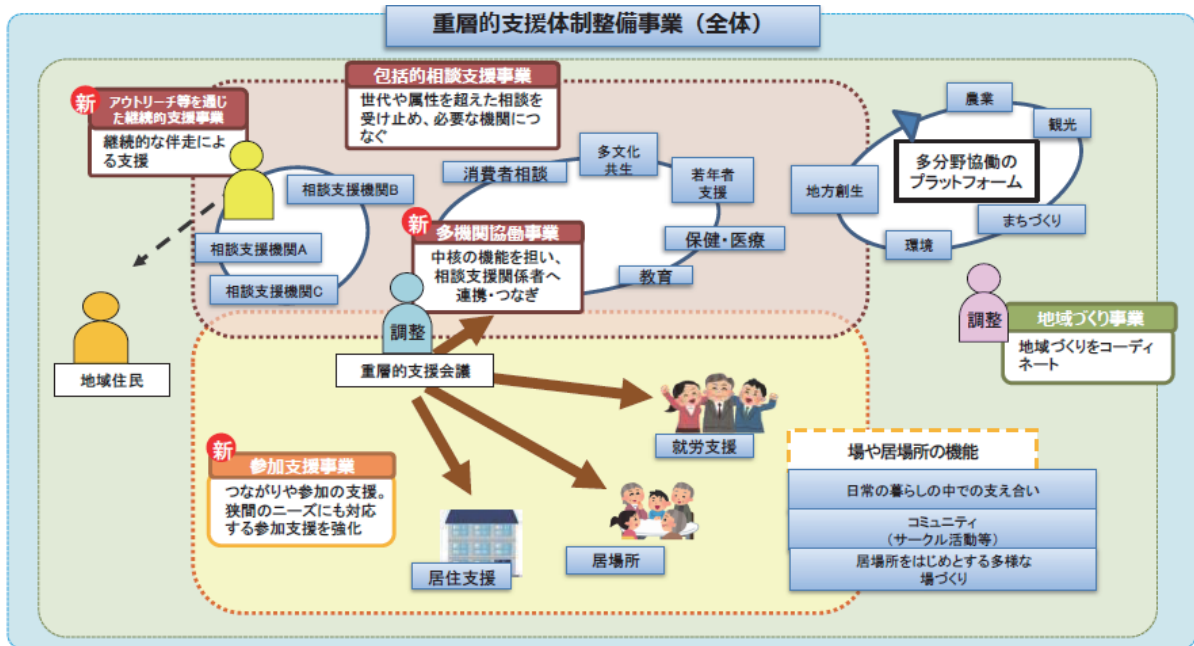 重層的支援体制整備事業（全体）
包括的相談支援事業
世代や属性を超えた相談を
受け止め、必要な機関につ
なぐ
新
アウトリーチ等を通じ
た継続的支援事業
継続的な伴走によ
る支援
相談支援機関B
相談支援機関A
相談支援機関C
消費者相談
多文化
共生
若年者
支援
保健・医療
教育
新
多機関協働事業
中核の機能を担い、
相談支援関係者へ
連携・つなぎ
農業
観光
多分野協働の
プラットフォーム
地方創生
まちづくり
環境
調整
地域づくり事業
地域づくりをコーディ
ネート
地域住民
調整
重層的支援会議
新
参加支援事業
つながりや参加の支援。
狭間のニーズにも対応
する参加支援を強化
就労支援
居場所
居住支援
場や居場所の機能
日常の暮らしの中での支え合い
コミュニティ
（サークル活動等）
居場所をはじめとする多様な
場づくり